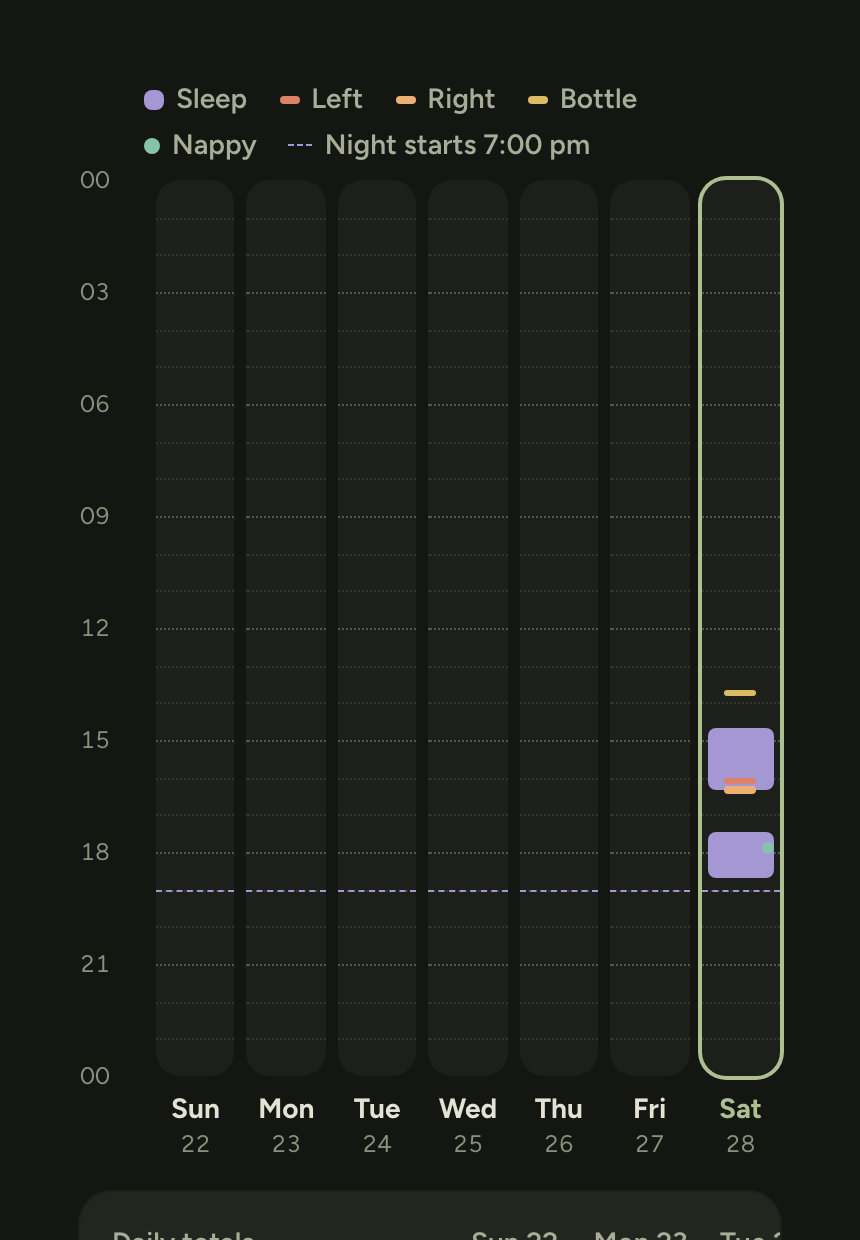 Sleep Left Right Bottle
Nappy Night starts 7:00 pm
00
03
06
09
12
15
18
21
00
Sun Mon Tue Wed Thu Fri Sat
22 23 24 25 26 27 28
Daily totals Sun 22 Mon 23 Tue